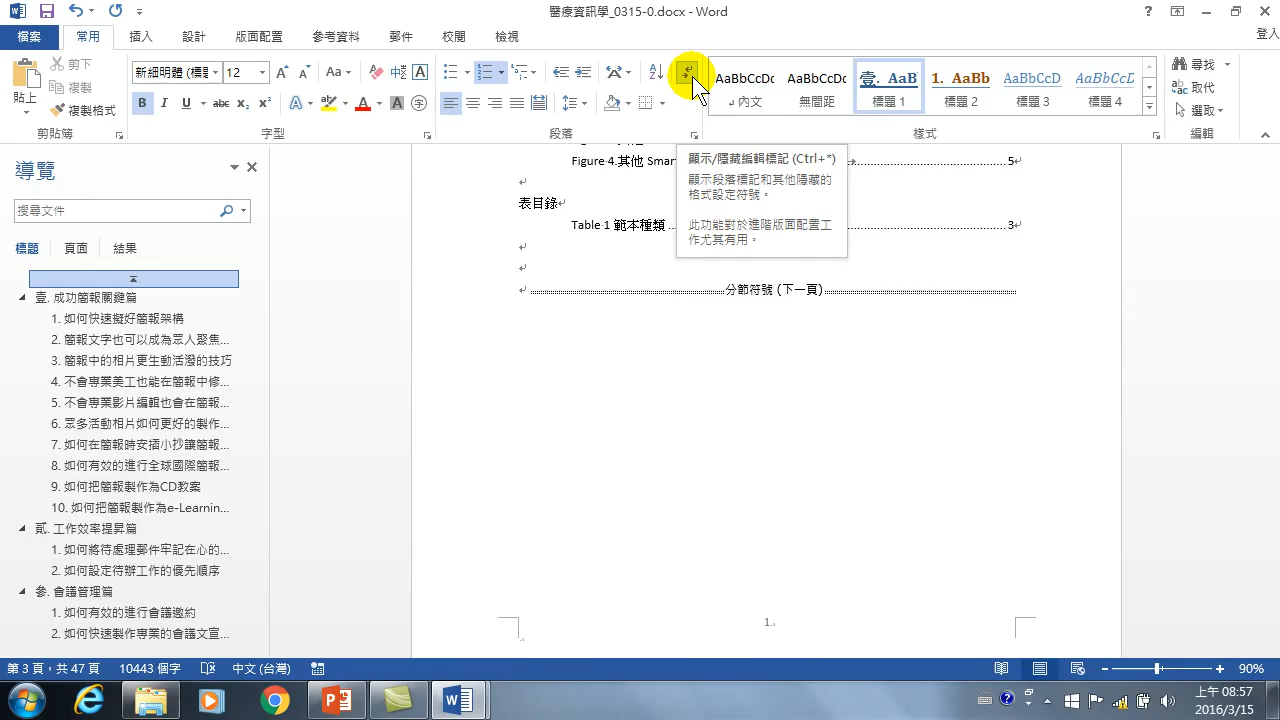 醫療資訊學_0315-0.docx - Word
檔案 常用 插入 設計 版面配置 參考資料 郵件 校閱 檢視 登入
貼上
剪下
複製
複製格式
剪貼簿
新細明體 (標題 12
B I U abc x₂ x² A
字型
段落
AaBbCcDc AaBbCcDc 壹. AaB 1. AaBb AaBbCcD AaBbCcL
內文 無間距 標題 1 標題 2 標題 3 標題 4
樣式
尋找
取代
選取
編輯
顯示/隱藏編輯標記 (Ctrl+*)
顯示段落標記和其他隱藏的
格式設定符號。
此功能對於進階版面配置工
作尤其有用。
導覽
搜尋文件
標題 頁面 結果
壹. 成功簡報關鍵篇
1. 如何快速擬好簡報架構
2. 簡報文字也可以成為眾人聚焦...
3. 簡報中的相片更生動活潑的技巧
4. 不會專業美工也能在簡報中修...
5. 不會專業影片編輯也會在簡報...
6. 眾多活動相片如何更好的製作...
7. 如何在簡報時安插小抄讓簡報...
8. 如何有效的進行全球國際簡報...
9. 如何把簡報製作為CD教案
10. 如何把簡報製作為e-Learnin...
貳. 工作效率提昇篇
1. 如何將待處理郵件牢記在心的...
2. 如何設定待辦工作的優先順序
參. 會議管理篇
1. 如何有效的進行會議邀約
2. 如何快速製作專業的會議文宣...
Figure 4.其他 Smar 5
表目錄
Table 1 範本種類 3
分節符號 (下一頁)
1.
第 3 頁，共 47 頁 10443 個字 中文 (台灣) 90%
上午 08:57
2016/3/15